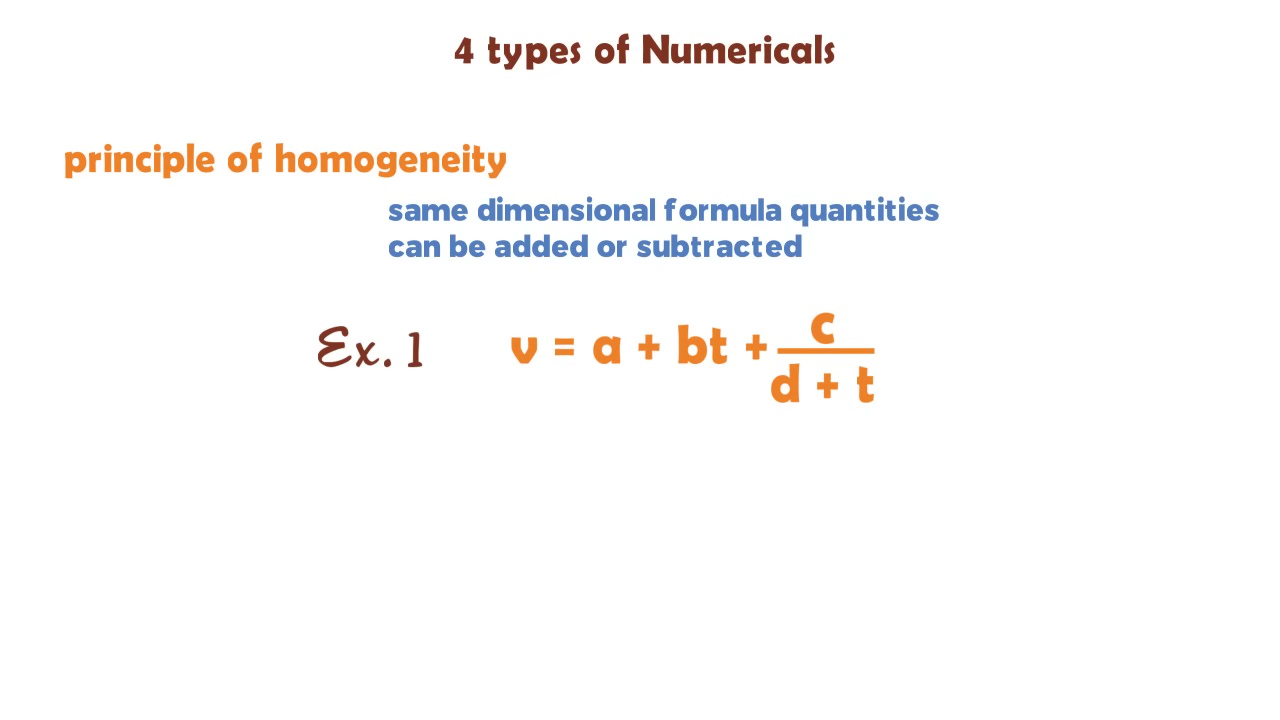 4 types of Numericals
principle of homogeneity
same dimensional formula quantities
can be added or subtracted
Ex. 1 v = a + bt + c
d + t